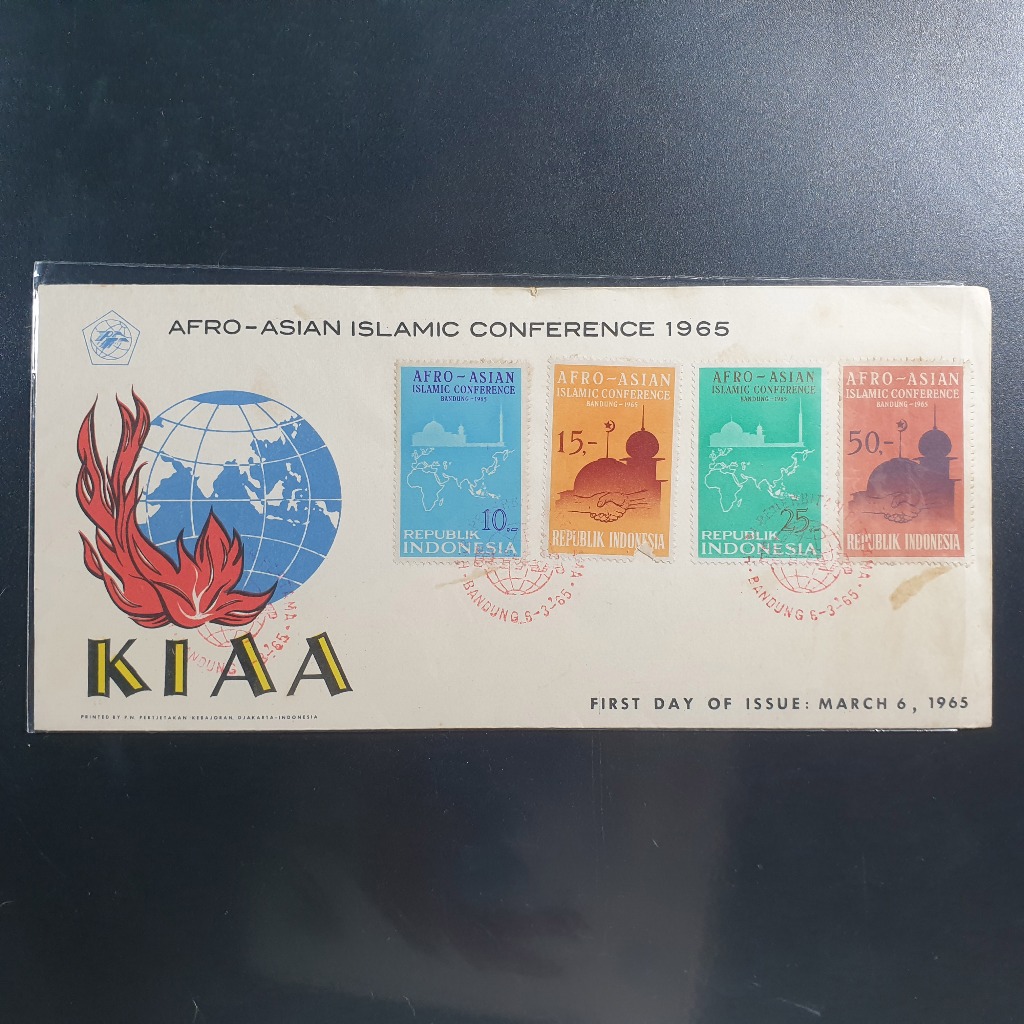 AFRO-ASIAN ISLAMIC CONFERENCE 1965
AFRO-ASIAN
ISLAMIC CONFERENCE
BANDUNG-1965
10,-
REPUBLIK
INDONESIA
AFRO-ASIAN
ISLAMIC CONFERENCE
BANDUNG-1965
15,-
REPUBLIK INDONESIA
AFRO-ASIAN
ISLAMIC CONFERENCE
BANDUNG-1965
25,-
REPUBLIK
INDONESIA
AFRO-ASIAN
ISLAMIC CONFERENCE
BANDUNG-1965
50,-
REPUBLIK INDONESIA
BANDUNG 6-3-'65
BANDUNG 6-3-'65
KIAA
PRINTED BY P.N. PERTJETAKAN KEBAJORAN, DJAKARTA-INDONESIA
FIRST DAY OF ISSUE: MARCH 6, 1965